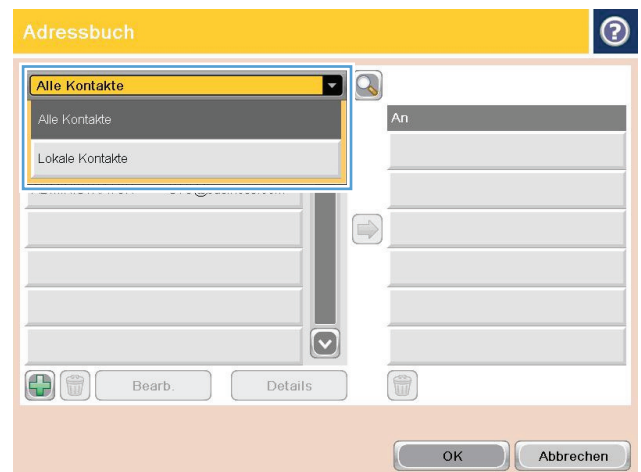 Adressbuch
Alle Kontakte
Alle Kontakte
Lokale Kontakte
An
Bearb.
Details
OK
Abbrechen